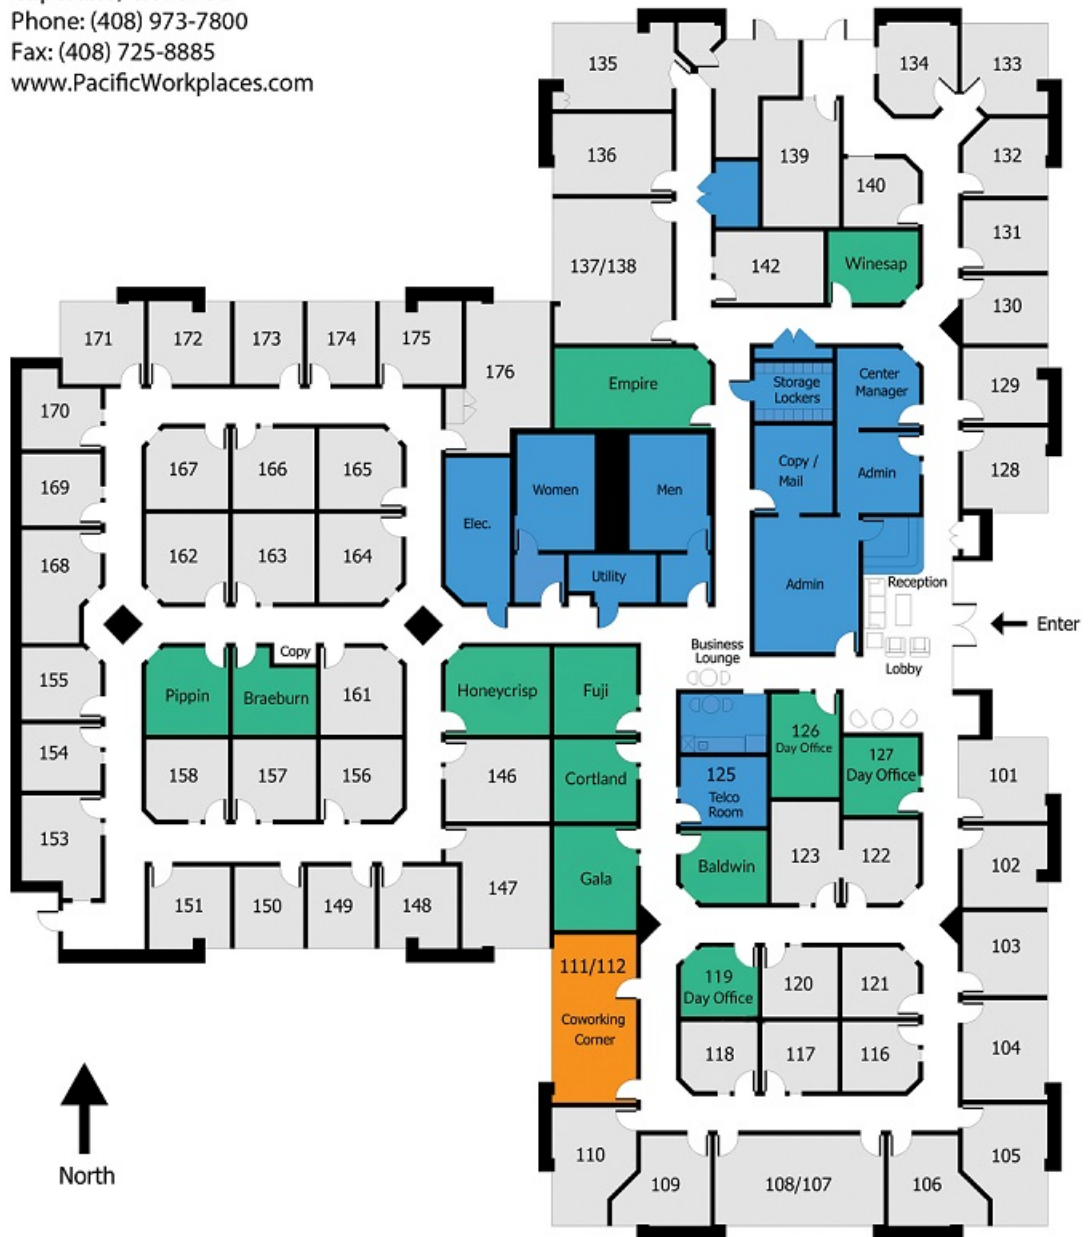 Phone: (408) 973-7800
Fax: (408) 725-8885
www.PacificWorkplaces.com
135
134
133
136
139
132
140
131
137/138
142
Winesap
130
171
172
173
174
175
176
Empire
Storage
Lockers
Center
Manager
129
170
167
166
165
Women
Men
Copy /
Mail
Admin
128
169
Elec.
162
163
164
168
Utility
Admin
Reception
Enter
Business
Lounge
Lobby
Copy
155
Pippin
Braeburn
161
Honeycrisp
Fuji
126
Day Office
127
Day Office
154
158
157
156
146
Cortland
125
Telco
Room
101
153
123
122
102
Baldwin
Gala
147
151
150
149
148
103
111/112
Coworking
Corner
119
Day Office
120
121
118
117
116
104
North
110
109
108/107
106
105